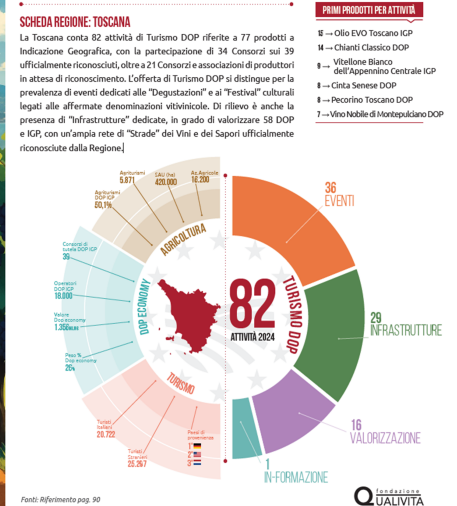 SCHEDA REGIONE: TOSCANA
La Toscana conta 82 attività di Turismo DOP riferite a 77 prodotti a
Indicazione Geografica, con la partecipazione di 34 Consorzi sui 39
ufficialmente riconosciuti, oltre a 21 Consorzi e associazioni di produttori
in attesa di riconoscimento. L'offerta di Turismo DOP si distingue per la
prevalenza di eventi dedicati alle "Degustazioni" e ai "Festival" culturali
legati alle affermate denominazioni vitivinicole. Di rilievo è anche la
presenza di "Infrastrutture" dedicate, in grado di valorizzare 58 DOP
e IGP, con un'ampia rete di "Strade" dei Vini e dei Sapori ufficialmente
riconosciute dalla Regione.
PRIMI PRODOTTI PER ATTIVITÀ
15 → Olio EVO Toscano IGP
14 → Chianti Classico DOP
9 → Vitellone Bianco
dell'Appennino Centrale IGP
8 → Cinta Senese DOP
8 → Pecorino Toscano DOP
7 → Vino Nobile di Montepulciano DOP
Agriturismi
5.871
SAU (ha)
420.000
Az. Agricole
16.200
Agriturismi
DOP IGP
60,1%
AGRICOLTURA
Consorzi di
tutela DOP IGP
39
Operatori
DOP IGP
18.000
Valore
Dop economy
Peso %
Dop economy
DOP ECONOMY
TURISMO
Turisti
Italiani
20.722
Turisti
Stranieri
25.267
Paesi di
provenienza
82
ATTIVITÀ 2024
TURISMO DOP
36
EVENTI
29
INFRASTRUTTURE
16
VALORIZZAZIONE
1
IN-FORMAZIONE
Fonti: Riferimento pag. 90
fondazione
QUALIVITA